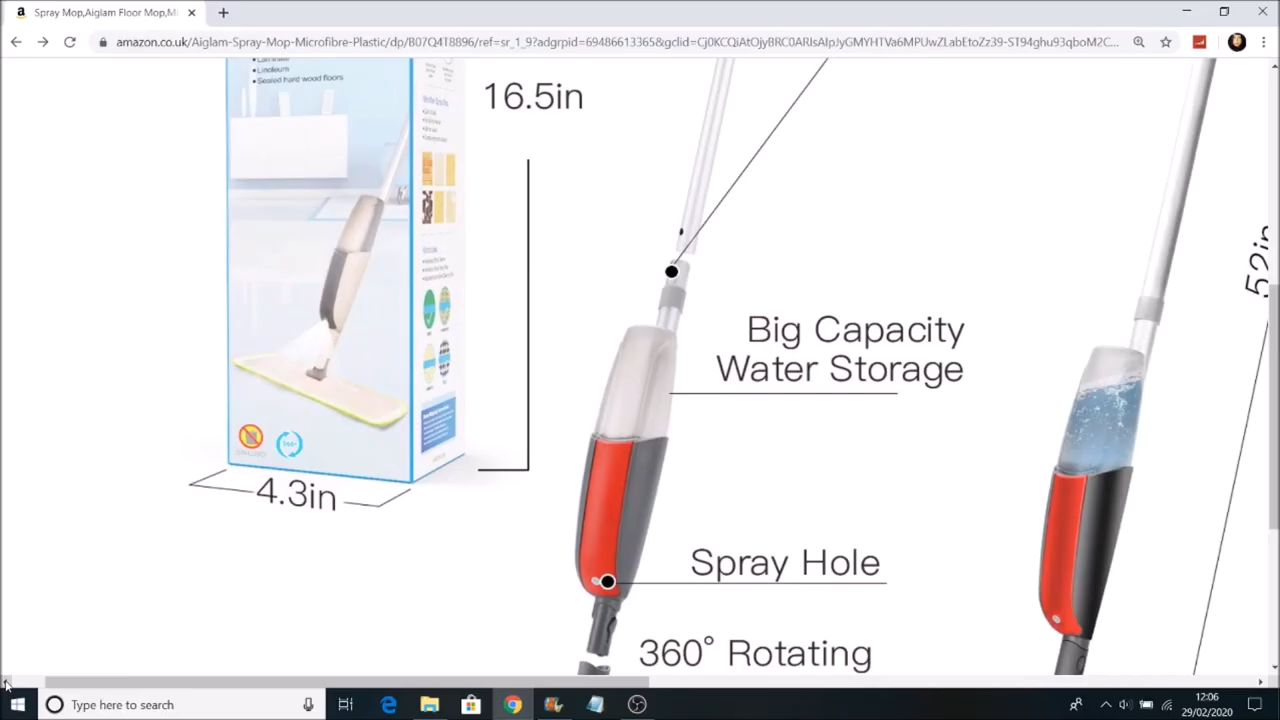 Spray Mop,Aiglam Floor Mop,Mi
amazon.co.uk/Aiglam-Spray-Mop-Microfibre-Plastic/dp/B07Q4T8896/ref=sr_1_9?adgrpid=69486613365&gclid=Cj0KCQiAtOjyBRC0ARIsAIpJyGMYHTVa6MPUwZLabEtoZz39-ST94ghu93qboM2C...
Linoleum
Sealed hard wood floors
16.5in
52in
Big Capacity
Water Storage
360°
4.3in
Spray Hole
360° Rotating
Type here to search
12:06
29/02/2020